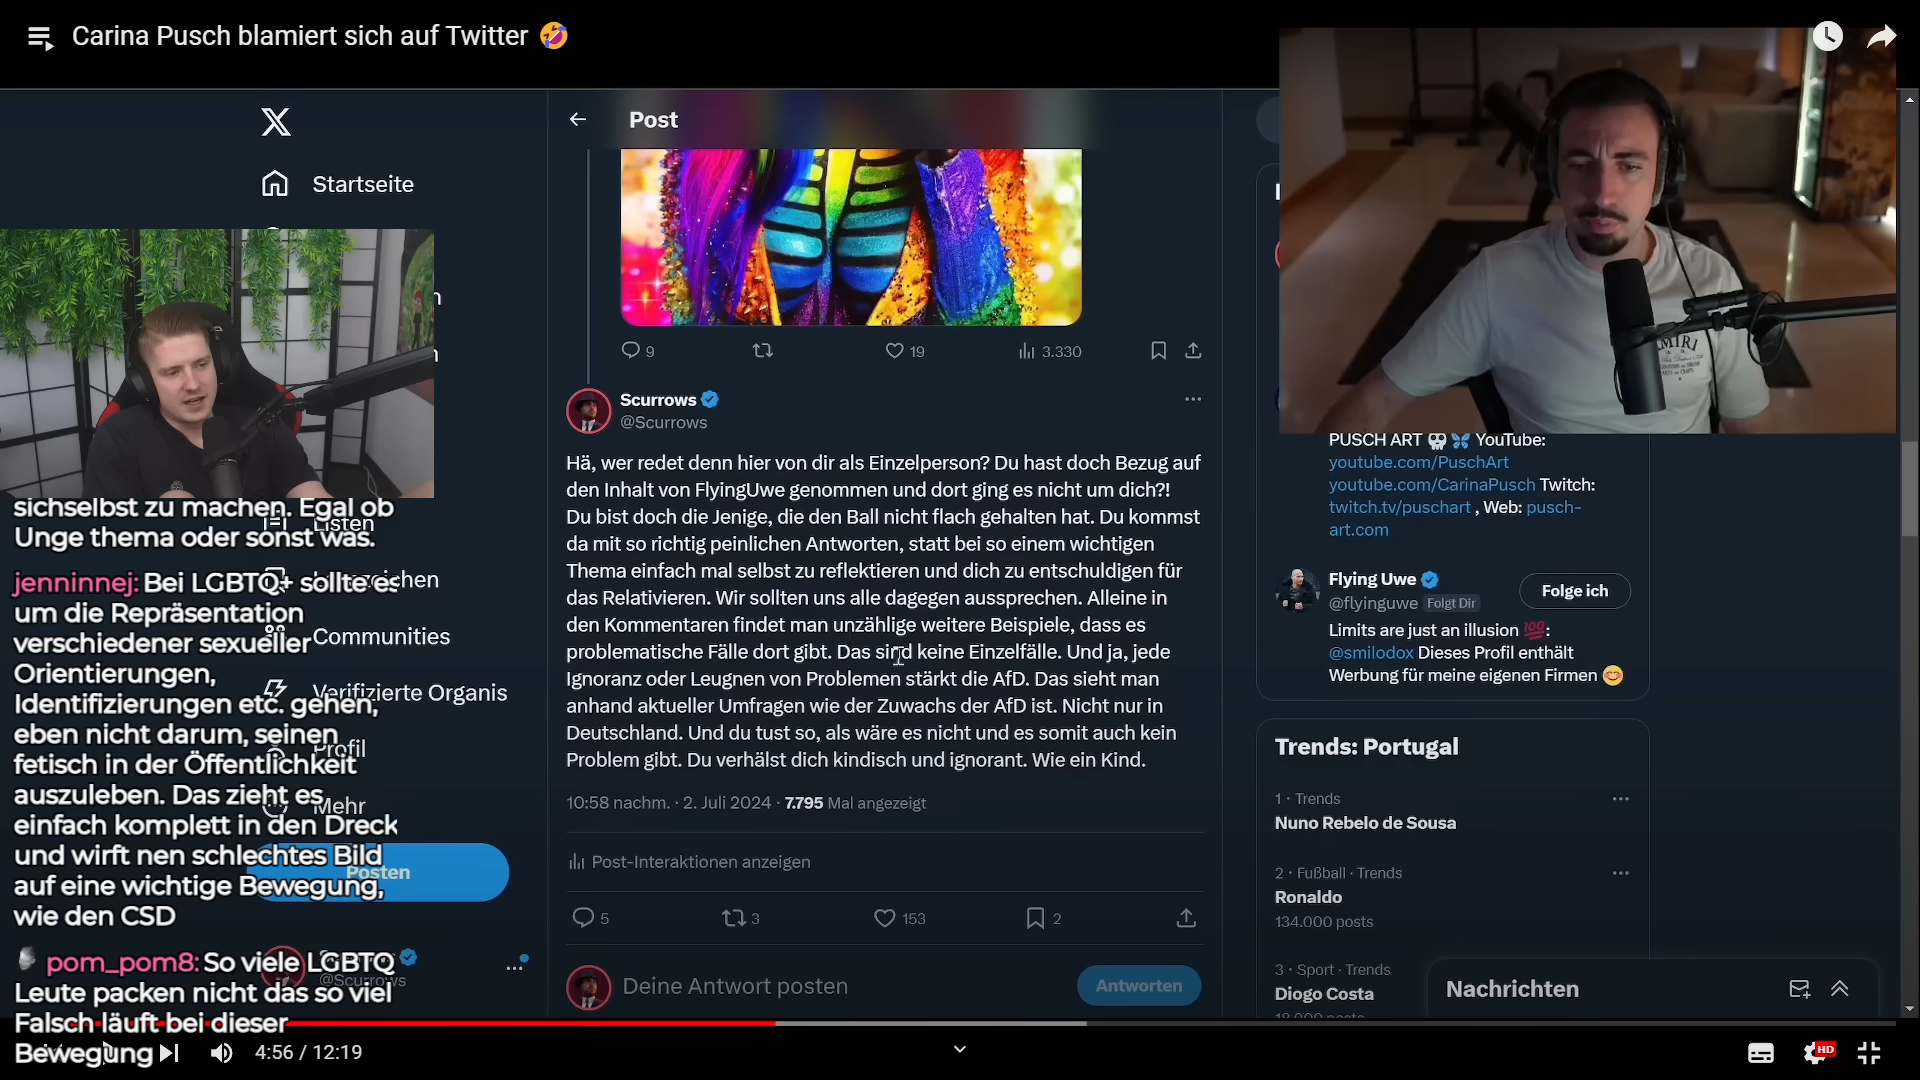 Carina Pusch blamiert sich auf Twitter 🤣
Post
Startseite
9
19
3.330
Scurrows
@Scurrows
Hä, wer redet denn hier von dir als Einzelperson? Du hast doch Bezug auf
den Inhalt von FlyingUwe genommen und dort ging es nicht um dich?!
Du bist doch die Jenige, die den Ball nicht flach gehalten hat. Du kommst
da mit so richtig peinlichen Antworten, statt bei so einem wichtigen
Thema einfach mal selbst zu reflektieren und dich zu entschuldigen für
das Relativieren. Wir sollten uns alle dagegen aussprechen. Alleine in
den Kommentaren findet man unzählige weitere Beispiele, dass es
problematische Fälle dort gibt. Das sind keine Einzelfälle. Und ja, jede
Ignoranz oder Leugnen von Problemen stärkt die AfD. Das sieht man
anhand aktueller Umfragen wie der Zuwachs der AfD ist. Nicht nur in
Deutschland. Und du tust so, als wäre es nicht und es somit auch kein
Problem gibt. Du verhälst dich kindisch und ignorant. Wie ein Kind.
10:58 nachm. · 2. Juli 2024 · 7.795 Mal angezeigt
Post-Interaktionen anzeigen
5
3
153
2
Deine Antwort posten
Antworten
sichselbst zu machen. Egal ob
Unge thema oder sonst was.
jenninnej: Bei LGBTQ+ sollte es
um die Repräsentation
verschiedener sexueller
Orientierungen,
Identifizierungen etc. gehen,
eben nicht darum, seinen
fetisch in der Öffentlichkeit
auszuleben. Das zieht es
einfach komplett in den Dreck
und wirft nen schlechtes Bild
auf eine wichtige Bewegung,
wie den CSD
pom_pom8: So viele LGBTQ
Leute packen nicht das so viel
Falsch läuft bei dieser
Bewegung
Listen
Communities
Verifizierte Organis
Profil
Mehr
Posten
@Scurrows
PUSCH ART 💀🦋 YouTube:
youtube.com/PuschArt
youtube.com/CarinaPusch Twitch:
twitch.tv/puschart , Web: pusch-
art.com
Flying Uwe
@flyinguwe Folgt Dir
Folge ich
Limits are just an illusion 💯:
@smilodox Dieses Profil enthält
Werbung für meine eigenen Firmen 😊
Trends: Portugal
1 · Trends
Nuno Rebelo de Sousa
2 · Fußball · Trends
Ronaldo
134.000 posts
3 · Sport · Trends
Diogo Costa
Nachrichten
4:56 / 12:19
HD